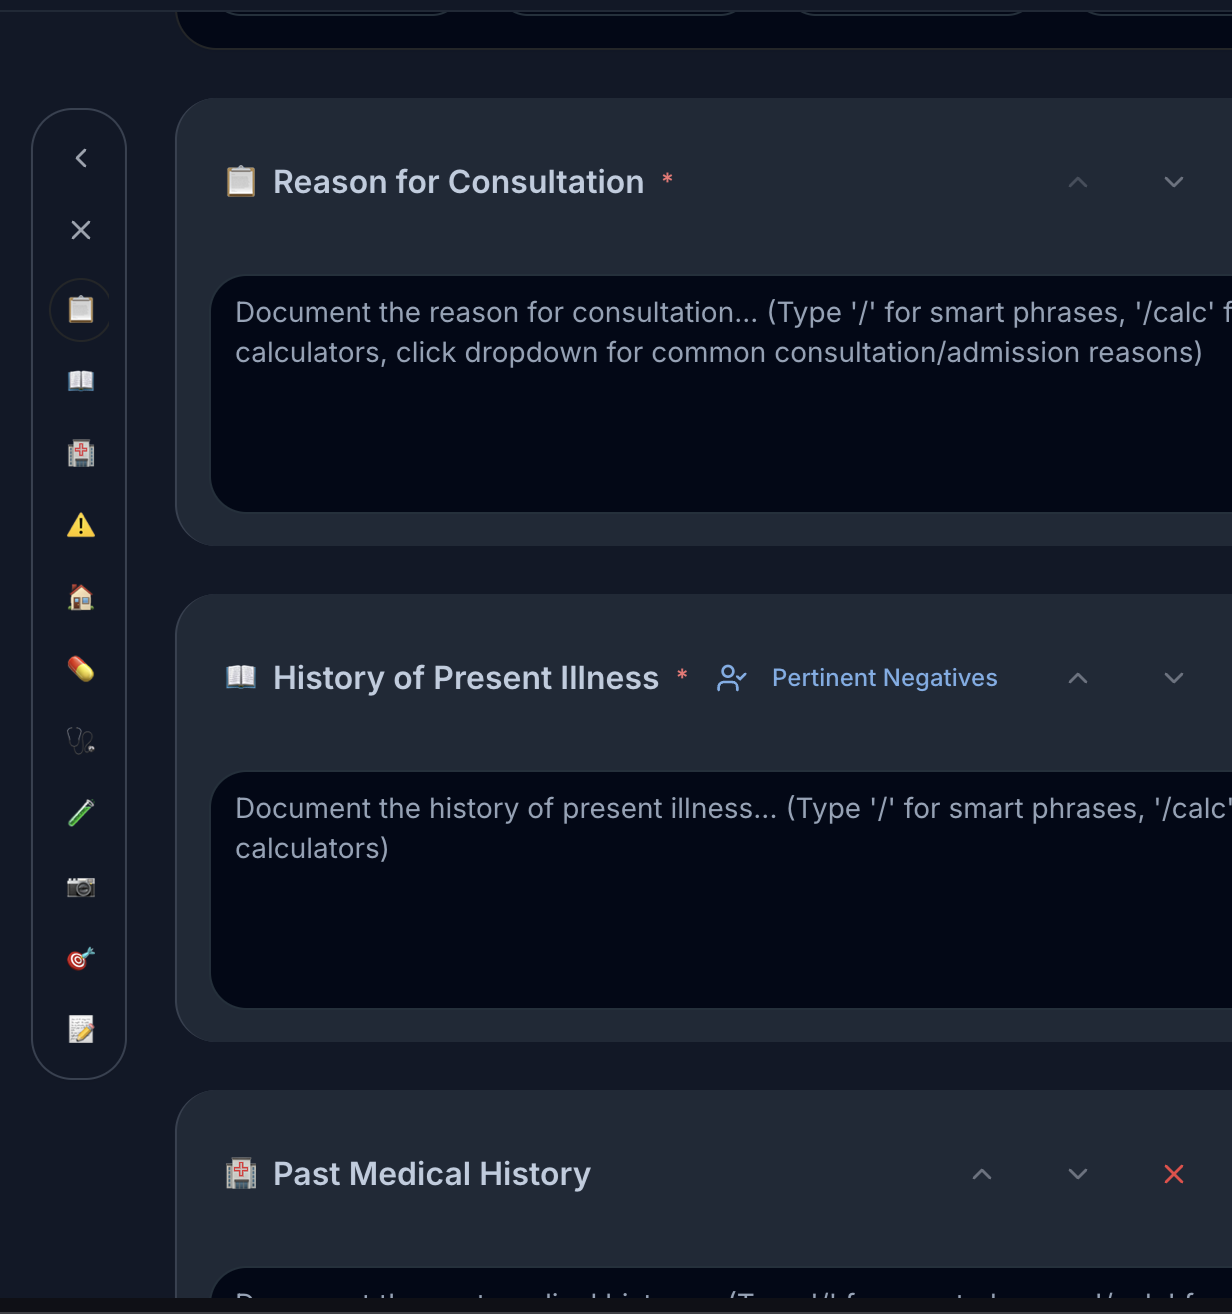 Reason for Consultation *
Document the reason for consultation... (Type '/' for smart phrases, '/calc'
calculators, click dropdown for common consultation/admission reasons)
History of Present Illness * Pertinent Negatives
Document the history of present illness... (Type '/' for smart phrases, '/calc'
calculators)
Past Medical History